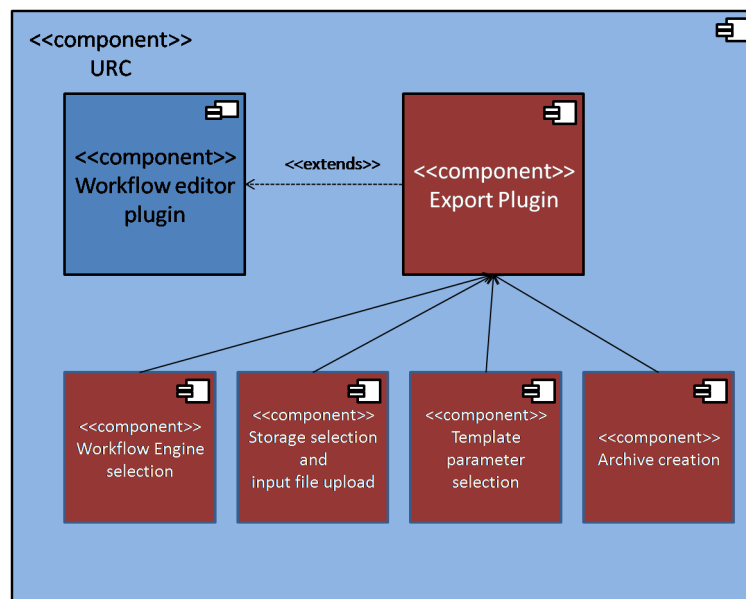 <<component>>
URC
<<component>>
Workflow editor
plugin
<<extends>>
<<component>>
Export Plugin
<<component>>
Workflow Engine
selection
<<component>>
Storage selection
and
input file upload
<<component>>
Template
parameter
selection
<<component>>
Archive creation